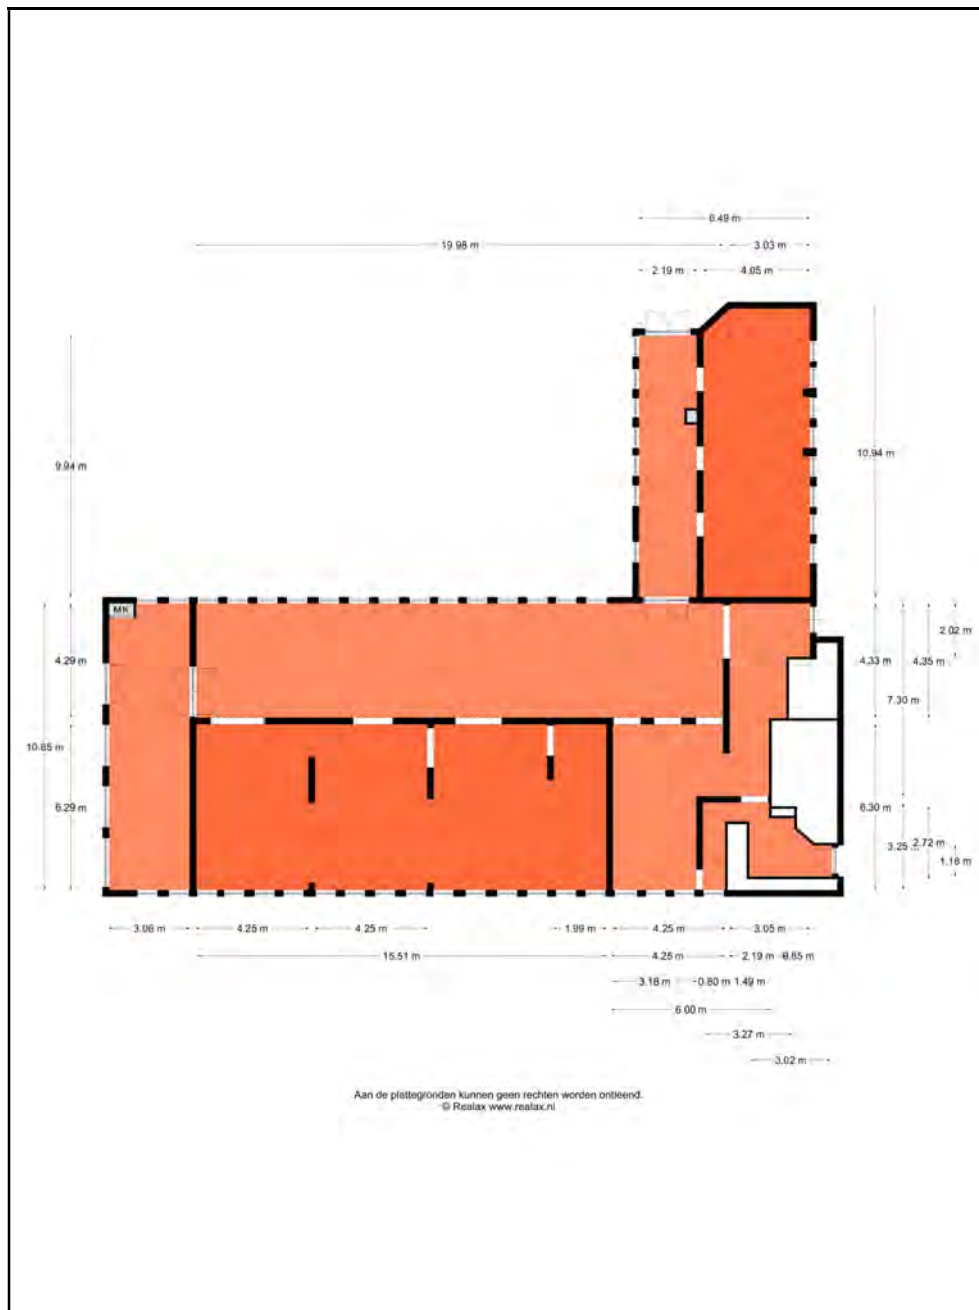 6.49 m
19.98 m
3.03 m
2.19 m
4.05 m
9.94 m
10.94 m
MK
2.02 m
4.29 m
4.33 m
4.35 m
7.30 m
10.85 m
6.29 m
6.30 m
3.25
2.72 m
1.18 m
3.06 m
4.25 m
4.25 m
1.99 m
4.25 m
3.05 m
15.51 m
4.25 m
2.19 m
3.18 m
0.80 m
1.49 m
6.00 m
3.27 m
3.02 m
Aan de plattegronden kunnen geen rechten worden ontleend.
© Realax www.realax.nl